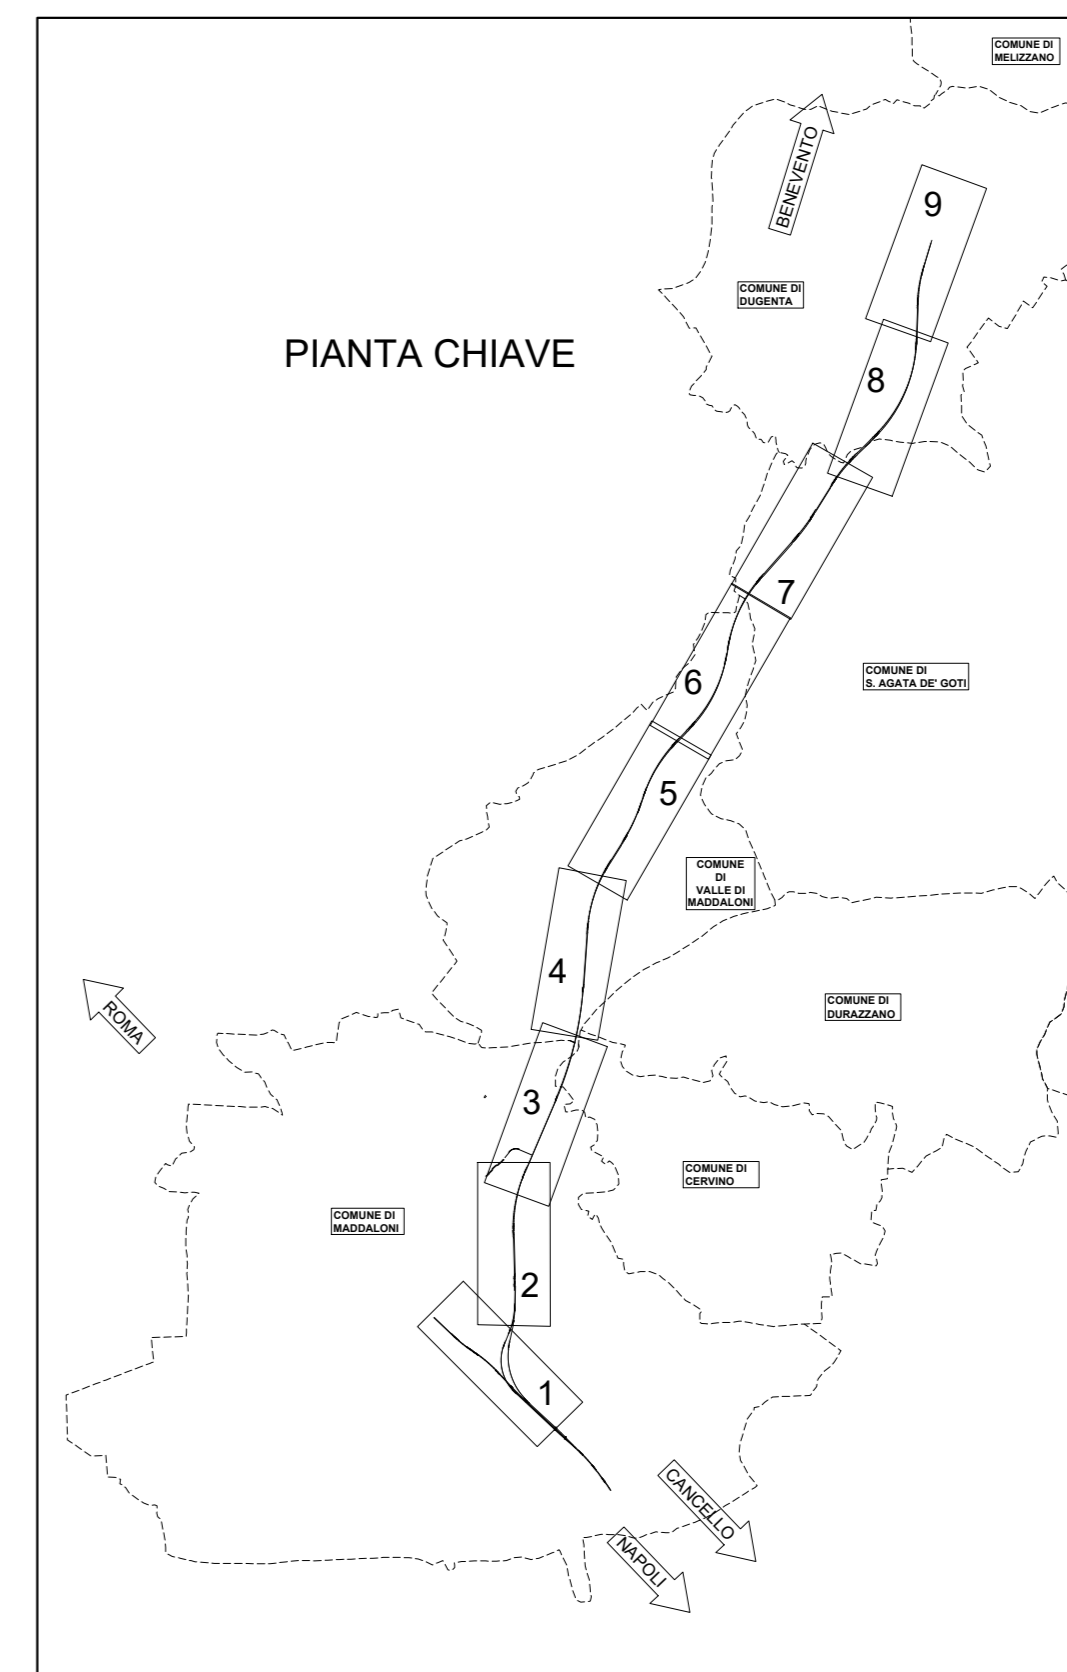 COMUNE DI
MELIZZANO
BENEVENTO
9
COMUNE DI
DUGENTA
PIANTA CHIAVE
8
7
COMUNE DI
S. AGATA DE' GOTI
6
5
COMUNE
DI
VALLE DI
MADDALONI
4
ROMA
COMUNE DI
DURAZZANO
3
COMUNE DI
CERVINO
COMUNE DI
MADDALONI
2
1
CANCELLO
NAPOLI